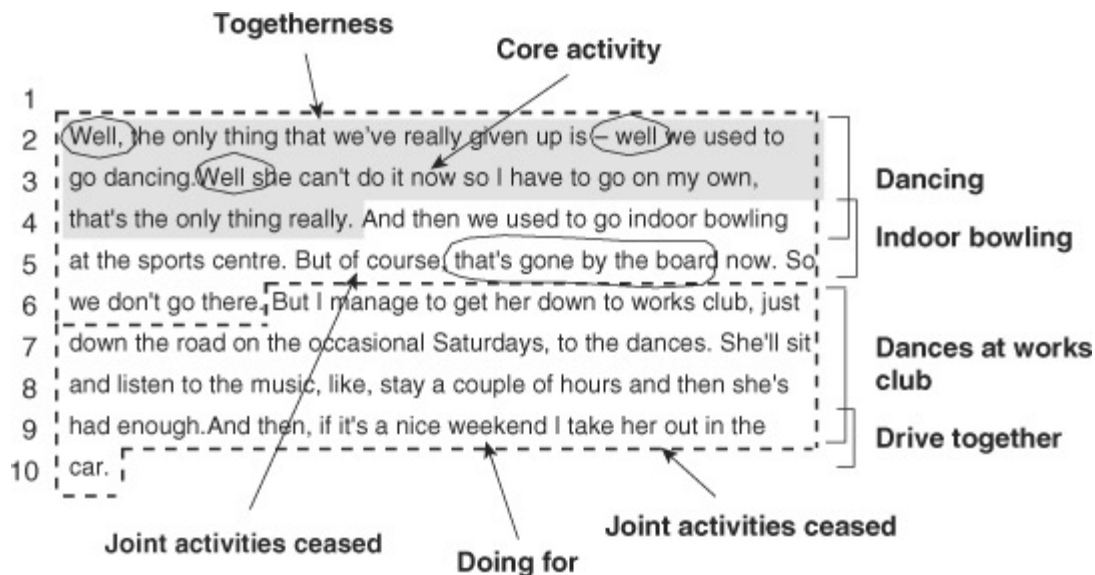 Togetherness
Core activity
1
2 Well, the only thing that we've really given up is – well we used to
3 go dancing.Well she can't do it now so I have to go on my own,
Dancing
4 that's the only thing really. And then we used to go indoor bowling
Indoor bowling
5 at the sports centre. But of course, that's gone by the board now. So
6 we don't go there. But I manage to get her down to works club, just
7 down the road on the occasional Saturdays, to the dances. She'll sit
Dances at works
8 and listen to the music, like, stay a couple of hours and then she's
club
9 had enough.And then, if it's a nice weekend I take her out in the
Drive together
10 car.
Joint activities ceased
Doing for
Joint activities ceased